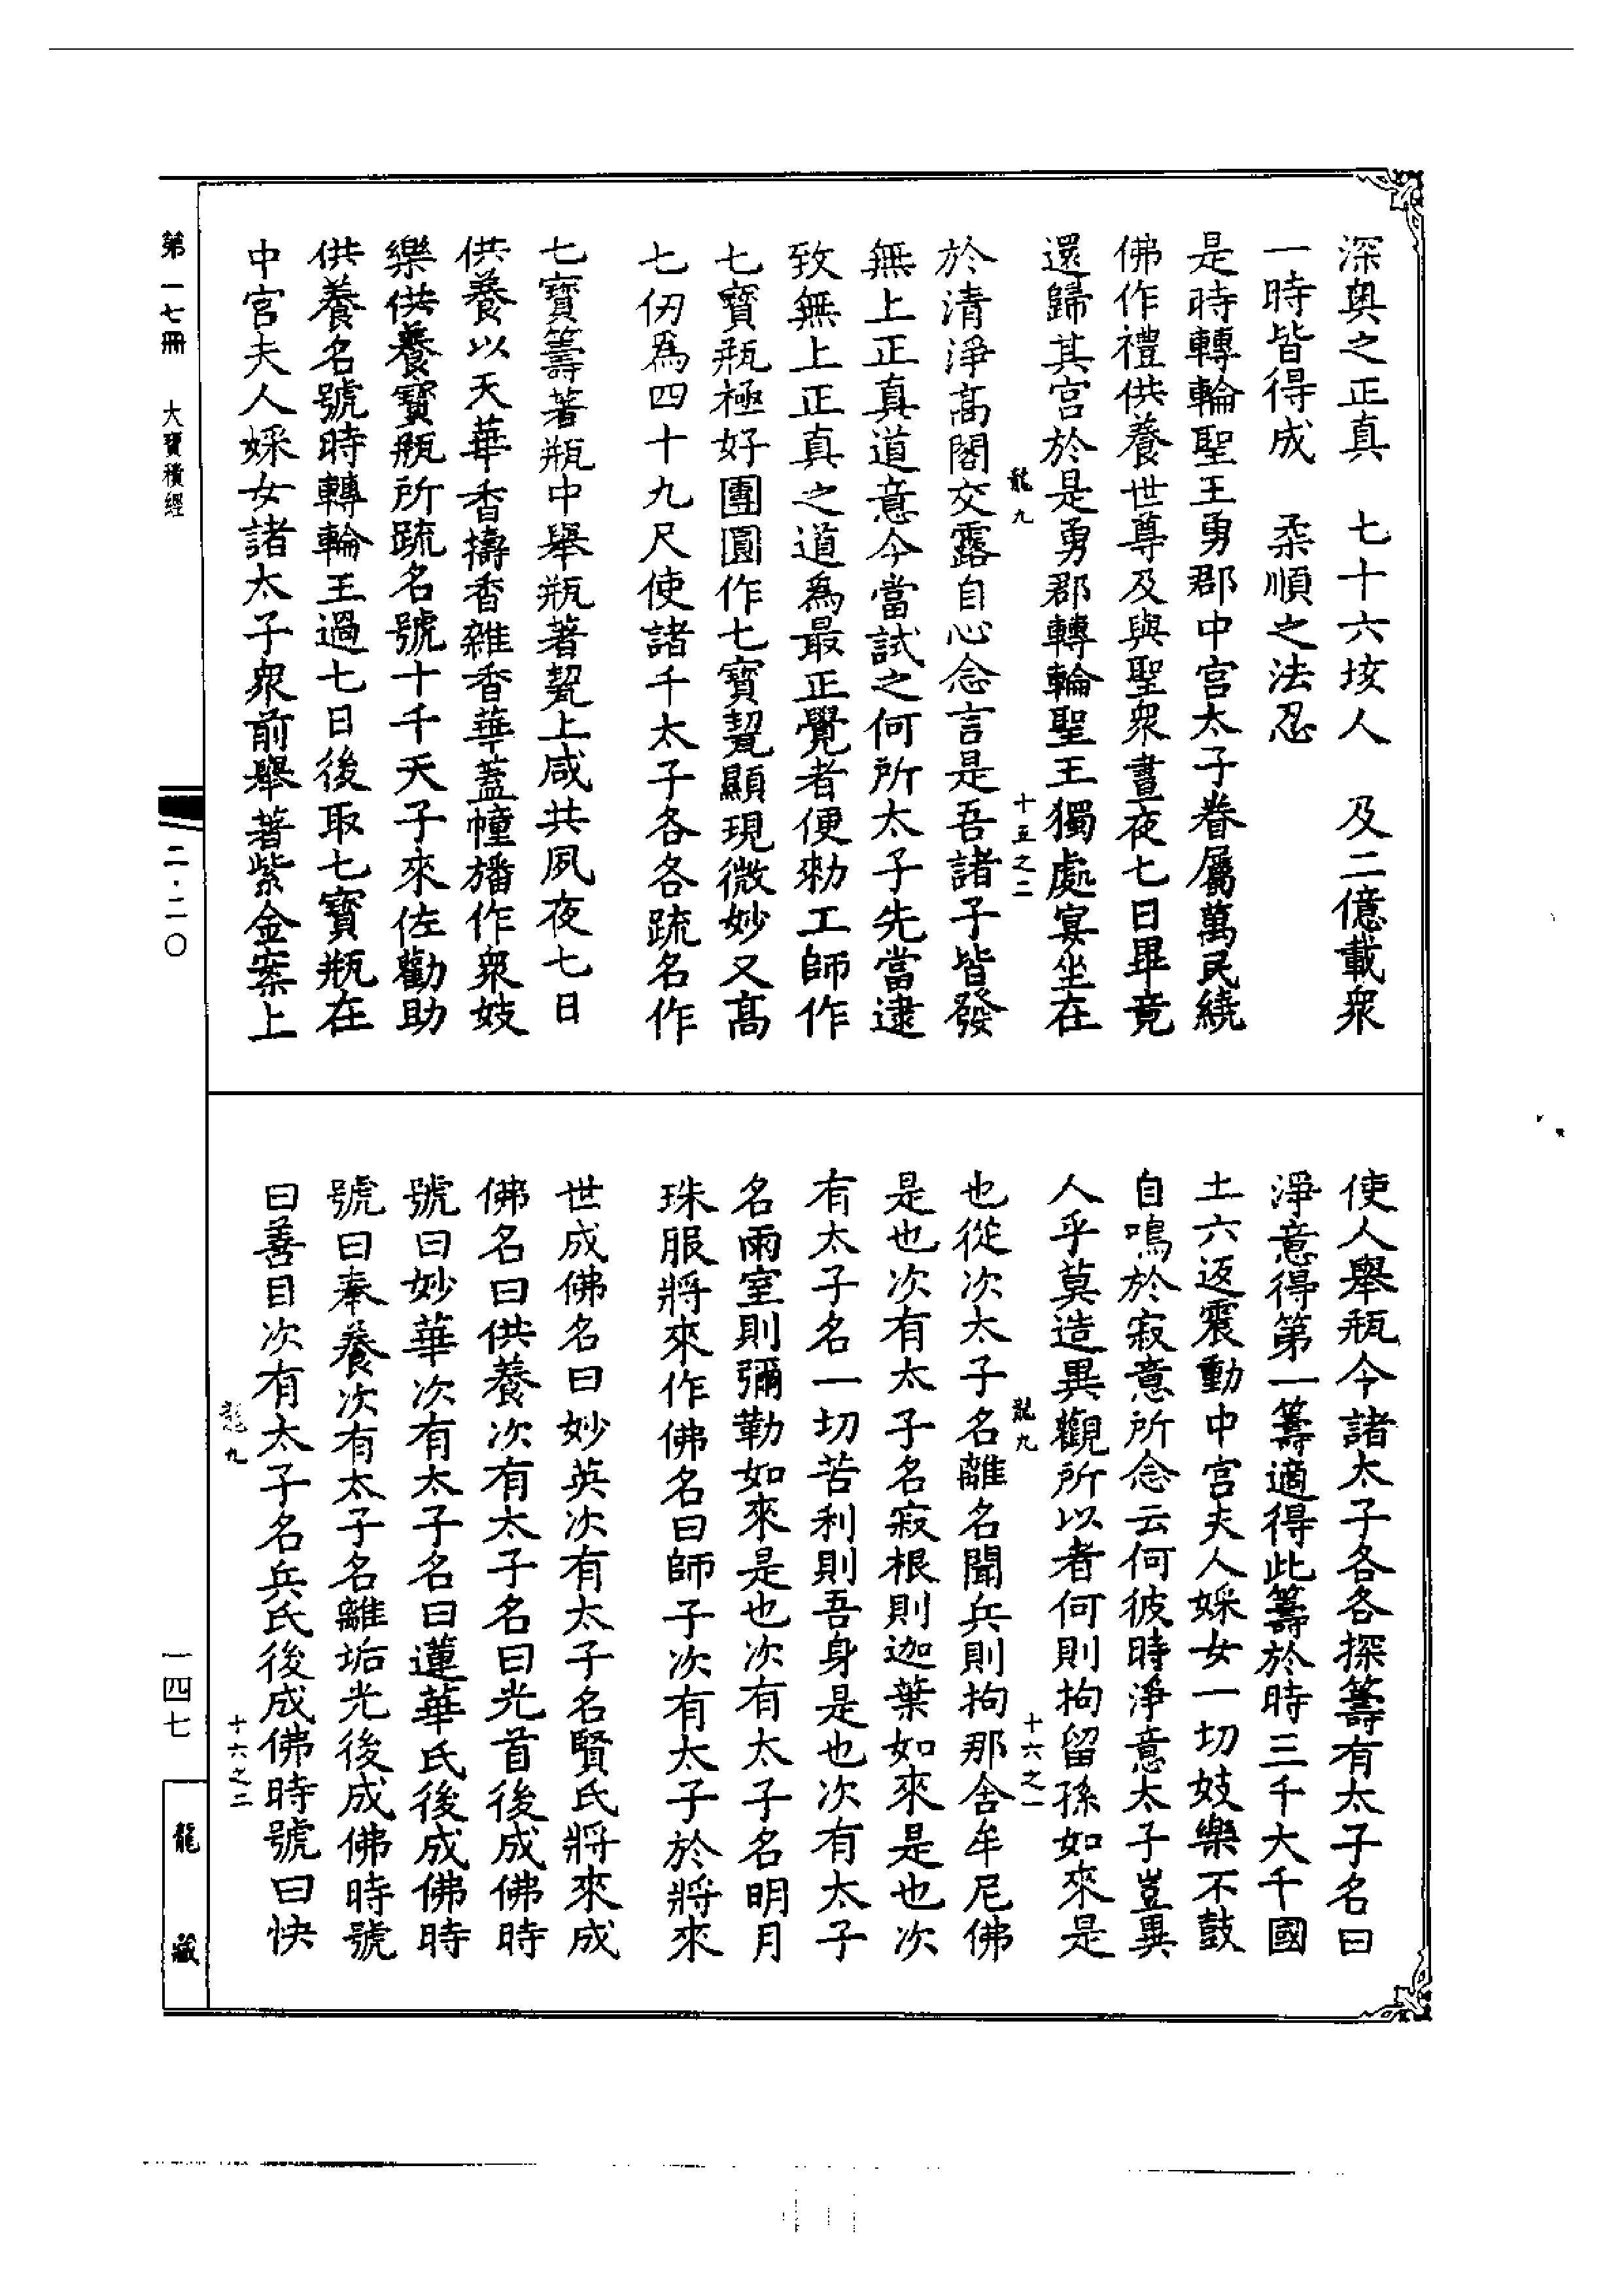 深奧之正真　七十六垓人　及二億載衆
一時皆得成　柔順之法忍
是時轉輪聖王勇郡中宮太子眷屬萬民繞
佛作禮供養世尊及與聖衆晝夜七日畢竟
還歸其宮於是勇郡轉輪聖王獨處宴坐在
龍九　十五之二
於清淨高閣交露自心念言是吾諸子皆發
無上正真道意今當試之何所太子先當逮
致無上正真之道爲最正覺者便勑工師作
七寶瓶極好團圓作七寶㲉顯現微妙又高
七仞爲四十九尺使諸千太子各各疏名作
七寶籌著瓶中舉瓶著㲉上咸共夙夜七日
供養以天華香擣香雜香華蓋幢旛作衆妓
樂供養寶瓶所疏名號十千天子來佐勸助
供養名號時轉輪王過七日後取七寶瓶在
中宮夫人婇女諸太子衆前舉著紫金案上
使人舉瓶今諸太子各各探籌有太子名曰
淨意得第一籌適得此籌於時三千大千國
土六返震動中宮夫人婇女一切妓樂不鼓
自鳴於寂意所念云何彼時淨意太子豈異
人乎莫造異觀所以者何則拘留孫如來是
龍九　十六之一
也從次太子名離名聞兵則拘那舍牟尼佛
是也次有太子名寂根則迦葉如來是也次
有太子名一切苦利則吾身是也次有太子
名雨室則彌勒如來是也次有太子名明月
珠服將來作佛名曰師子次有太子於將來
世成佛名曰妙英次有太子名賢氏將來成
佛名曰供養次有太子名曰光首後成佛時
號曰妙華次有太子名曰蓮華氏後成佛時
號曰奉養次有太子名離垢光後成佛時號
曰善目次有太子名兵氏後成佛時號曰快
龍九　十六之二
第一七冊　大寶積經
二·二〇
一四七
龍藏